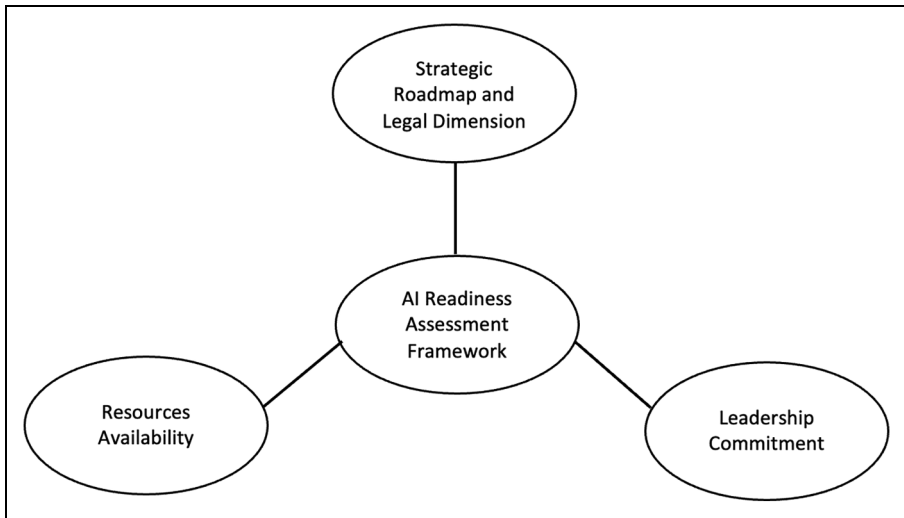 Strategic
Roadmap and
Legal Dimension
AI Readiness
Assessment
Framework
Resources
Availability
Leadership
Commitment